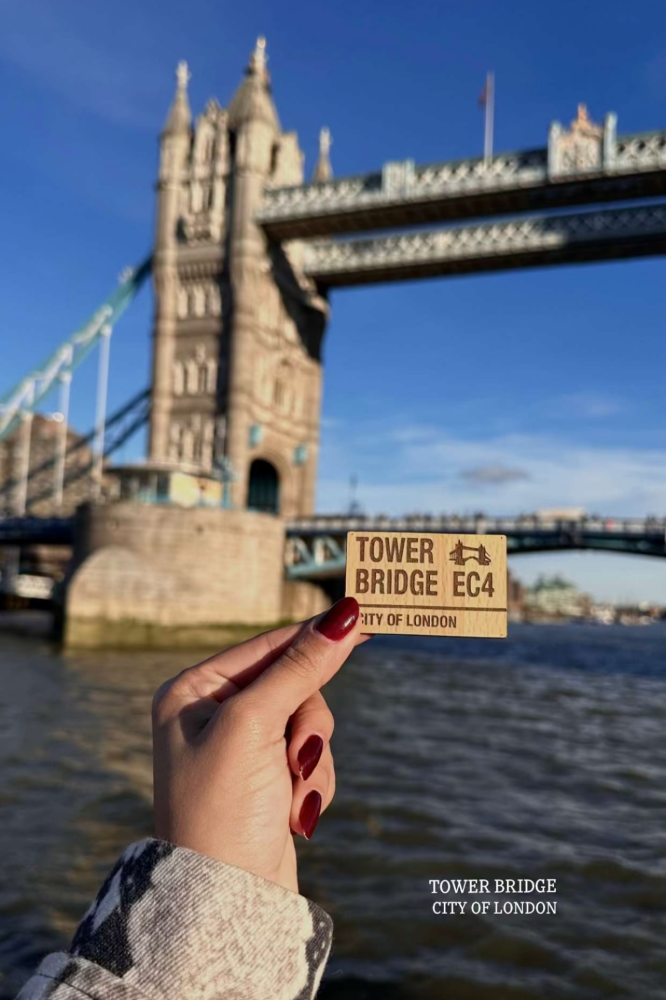 TOWER
BRIDGE EC4
CITY OF LONDON
TOWER BRIDGE
CITY OF LONDON